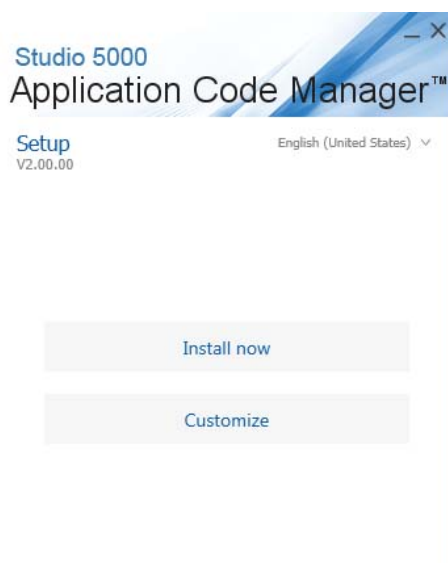 Studio 5000
Application Code Manager™
Setup
English (United States)
V2.00.00
Install now
Customize